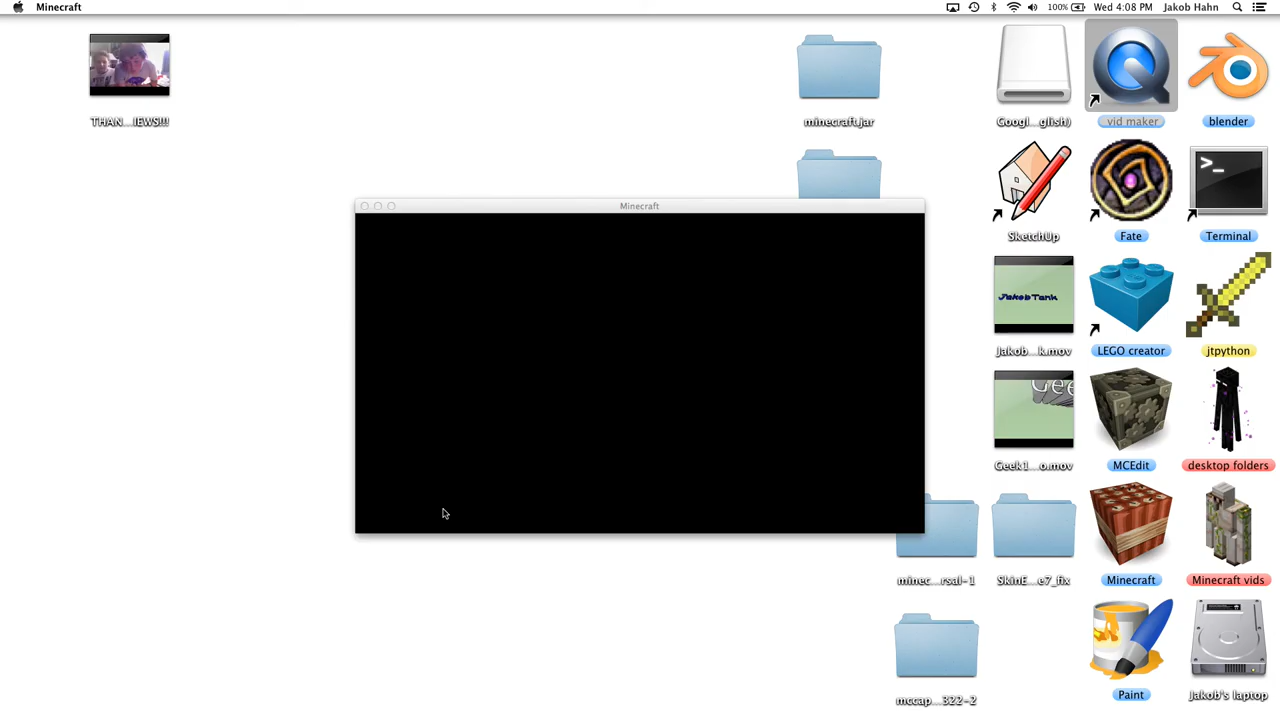 Minecraft
100%
Wed 4:08 PM
Jakob Hahn
THAN...IEWS!!!
minecraft.jar
Googl...glish)
vid maker
blender
Minecraft
SketchUp
Fate
>_
Terminal
JakobTank
Jakob...k.mov
LEGO creator
jtpython
Gee
Geek1...o.mov
MCEdit
desktop folders
minec...rsal-1
SkinE...e7_fix
Minecraft
Minecraft vids
mccap...322-2
Paint
Jakob's laptop